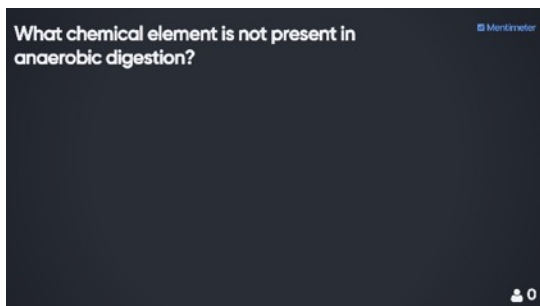 What chemical element is not present in
anaerobic digestion?
Mentimeter
0